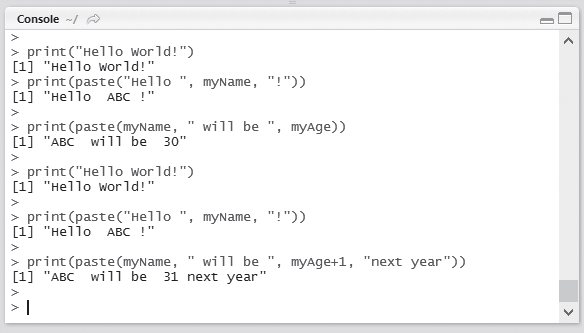 Console ~/
>
> print("Hello World!")
[1] "Hello World!"
> print(paste("Hello ", myName, "!"))
[1] "Hello  ABC !"
>
> print(paste(myName, " will be ", myAge))
[1] "ABC  will be  30"
>
> print("Hello World!")
[1] "Hello World!"
>
> print(paste("Hello ", myName, "!"))
[1] "Hello  ABC !"
>
> print(paste(myName, " will be ", myAge+1, "next year"))
[1] "ABC  will be  31 next year"
>
>